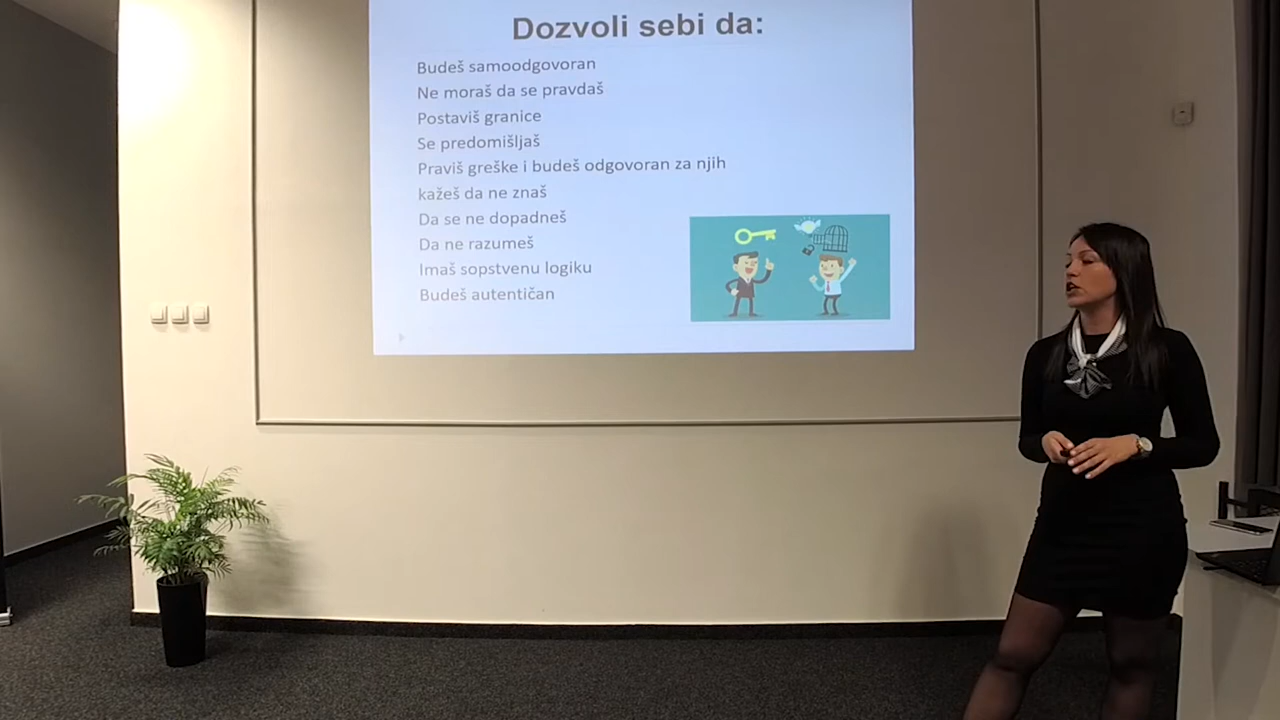 Dozvoli sebi da:
Budeš samoodgovoran
Ne moraš da se pravdaš
Postaviš granice
Se predomišljaš
Praviš greške i budeš odgovoran za njih
kažeš da ne znaš
Da se ne dopadneš
Da ne razumeš
Imaš sopstvenu logiku
Budeš autentičan